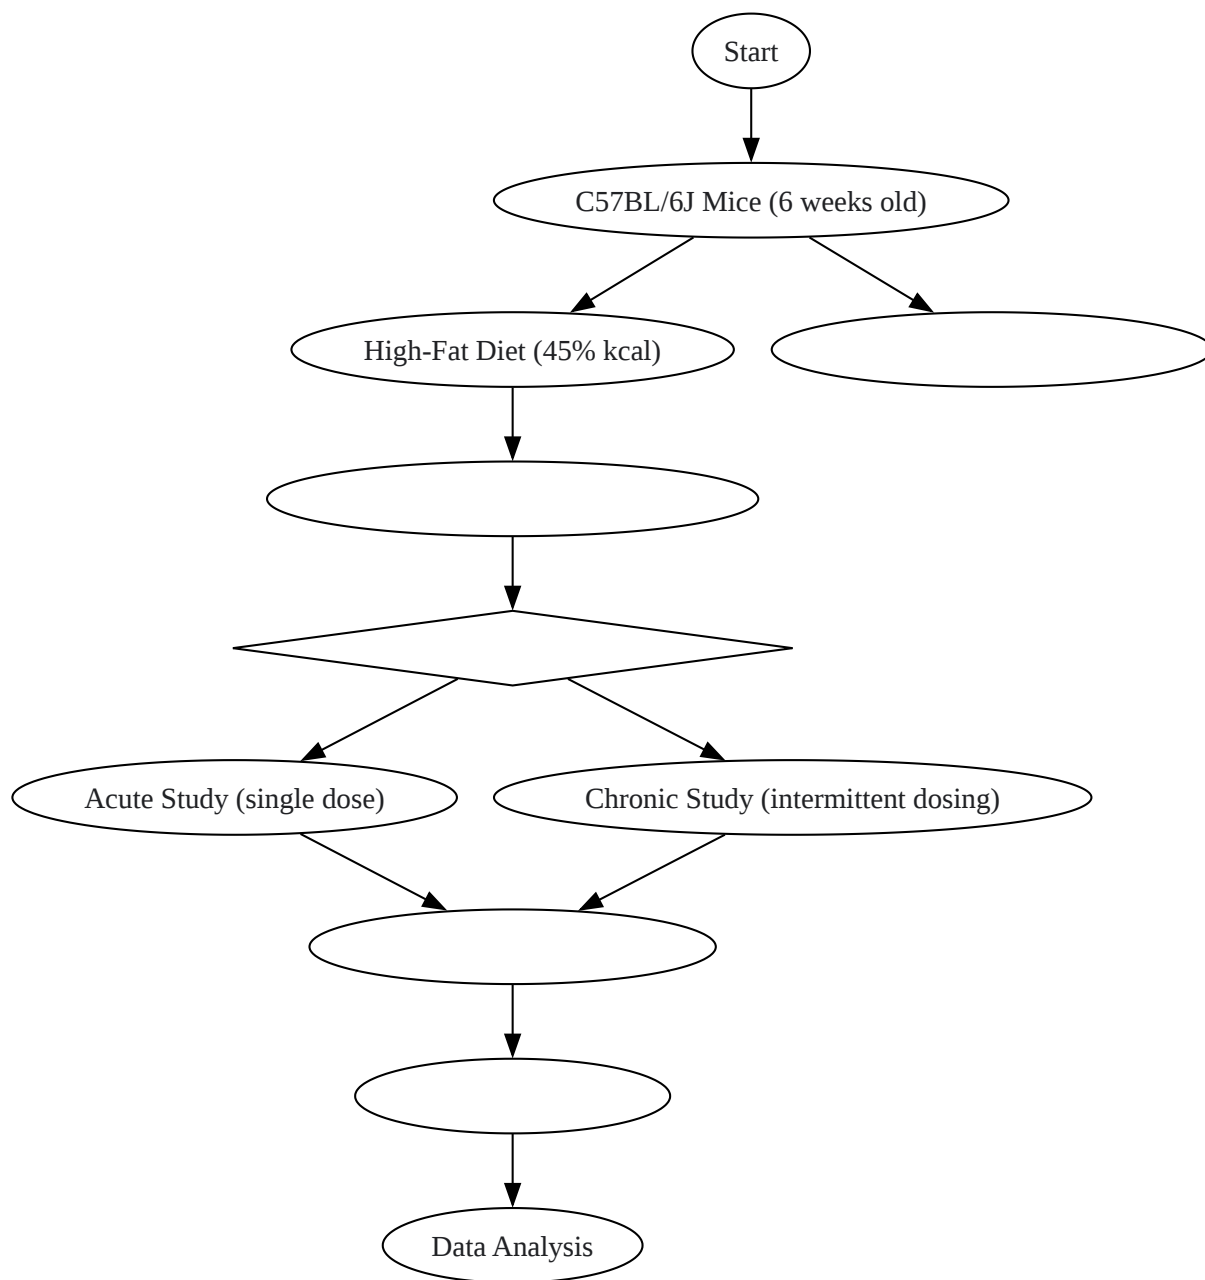 Start
C57BL/6J Mice (6 weeks old)
High-Fat Diet (45% kcal)
Acute Study (single dose)
Chronic Study (intermittent dosing)
Data Analysis